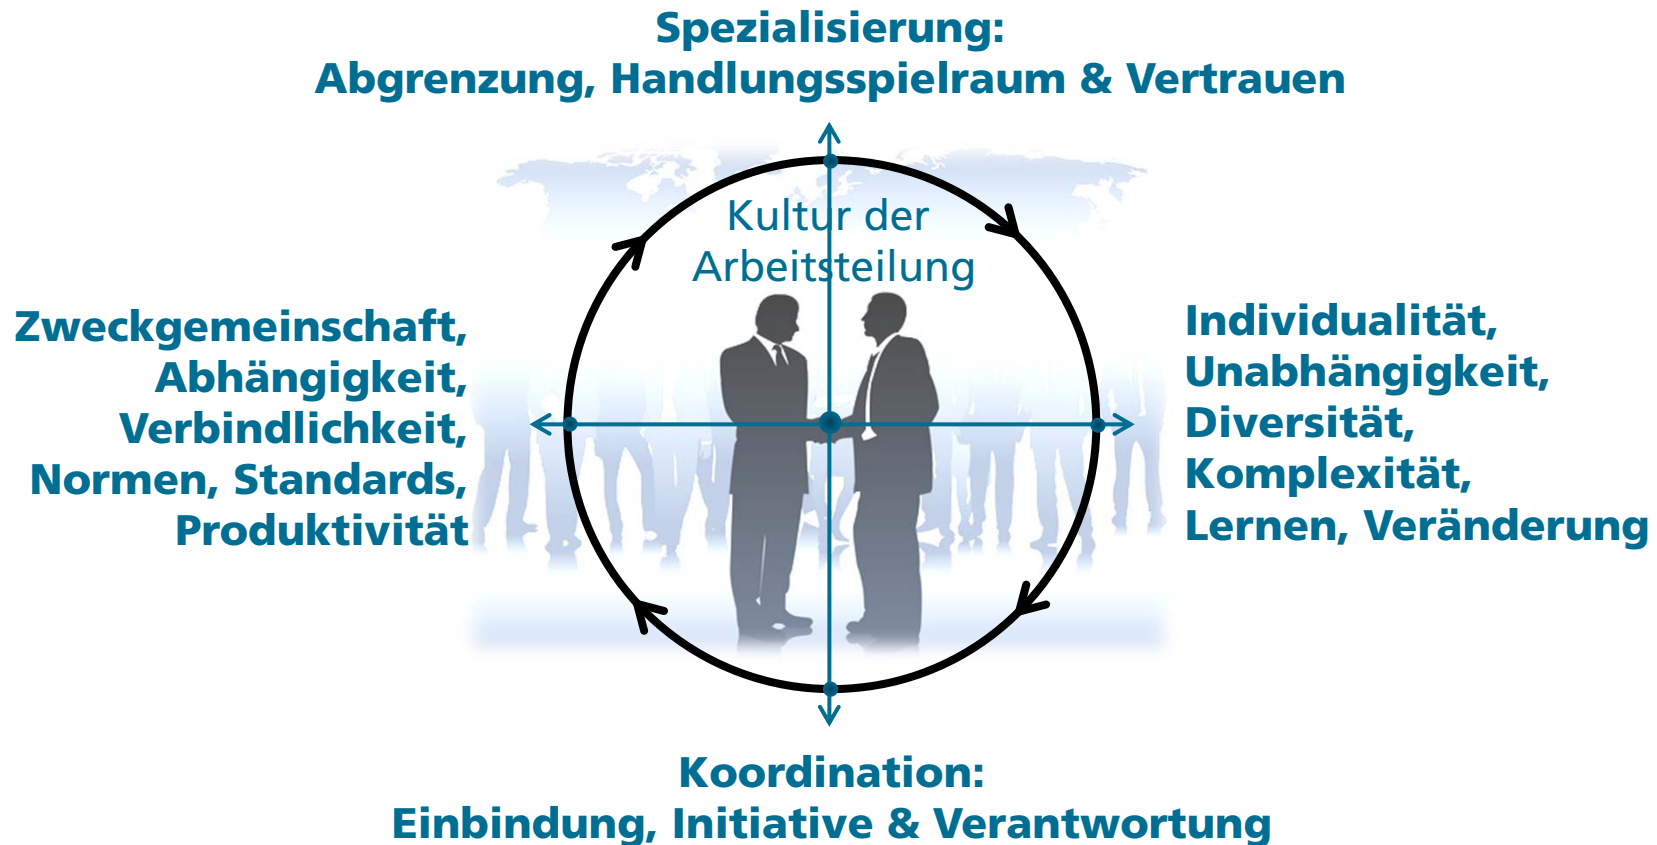 Spezialisierung:
Abgrenzung, Handlungsspielraum & Vertrauen
Kultur der
Arbeitsteilung
Zweckgemeinschaft,
Abhängigkeit,
Verbindlichkeit,
Normen, Standards,
Produktivität
Individualität,
Unabhängigkeit,
Diversität,
Komplexität,
Lernen, Veränderung
Koordination:
Einbindung, Initiative & Verantwortung